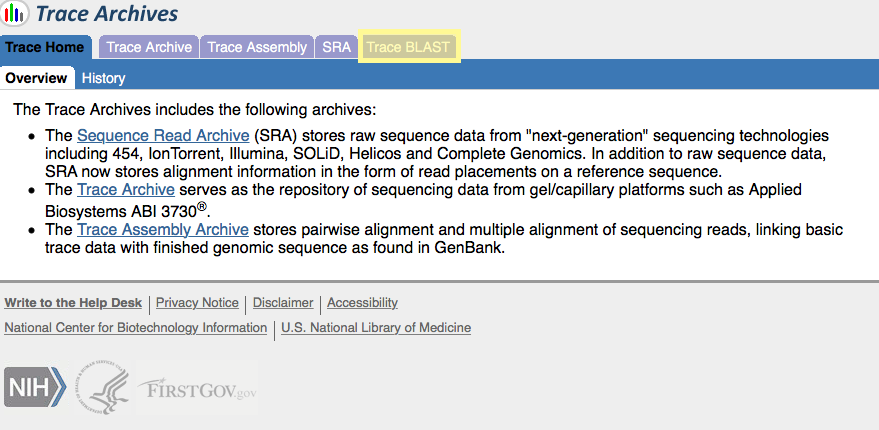 Trace Archives
Trace Home Trace Archive Trace Assembly SRA Trace BLAST
Overview History
The Trace Archives includes the following archives:
• The Sequence Read Archive (SRA) stores raw sequence data from "next-generation" sequencing technologies
including 454, IonTorrent, Illumina, SOLiD, Helicos and Complete Genomics. In addition to raw sequence data,
SRA now stores alignment information in the form of read placements on a reference sequence.
• The Trace Archive serves as the repository of sequencing data from gel/capillary platforms such as Applied
Biosystems ABI 3730®.
• The Trace Assembly Archive stores pairwise alignment and multiple alignment of sequencing reads, linking basic
trace data with finished genomic sequence as found in GenBank.
Write to the Help Desk | Privacy Notice | Disclaimer | Accessibility
National Center for Biotechnology Information | U.S. National Library of Medicine
NIH FIRSTGOV.gov